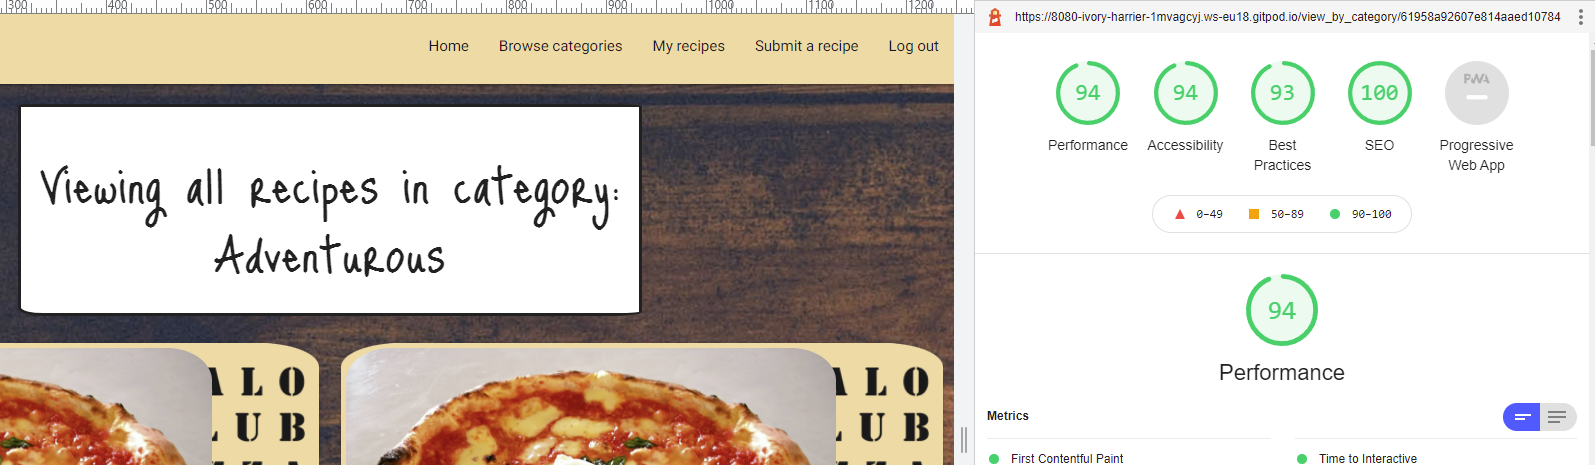 300 400 500 600 700 800 900 1000 1100 1200
Home Browse categories My recipes Submit a recipe Log out
Viewing all recipes in category:
Adventurous
ALO
LUB
ALO
LUB
https://8080-ivory-harrier-1mvagcyj.ws-eu18.gitpod.io/view_by_category/61958a92607e814aaed10784
94 94 93 100 PWA
Performance Accessibility Best Practices SEO Progressive Web App
0–49 50–89 90–100
94
Performance
Metrics
First Contentful Paint Time to Interactive